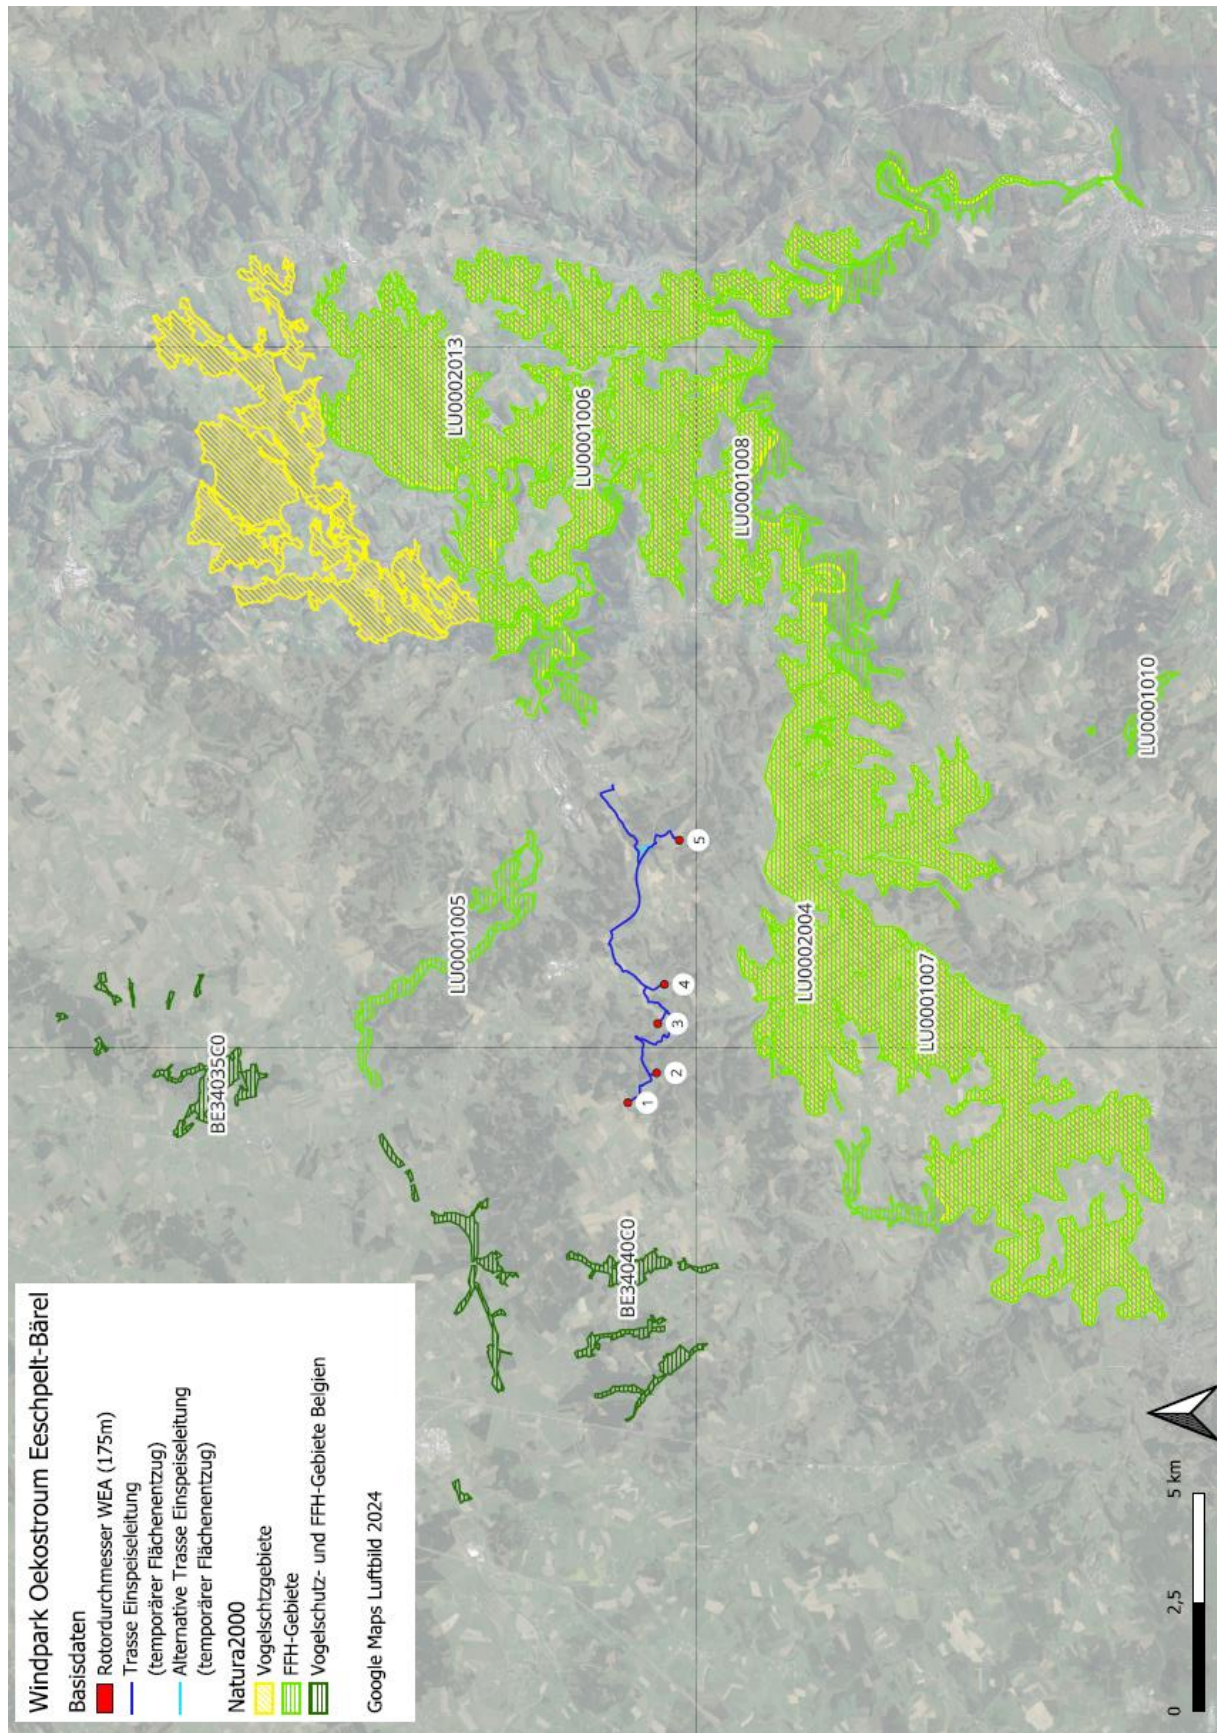 Windpark Oekostroum Eeschpelt-Bärel
Basisdaten
Rotordurchmesser WEA (175m)
Trasse Einspeiseleitung
(temporärer Flächenentzug)
Alternative Trasse Einspeiseleitung
(temporärer Flächenentzug)
Natura2000
Vogelschtzgebiete
FFH-Gebiete
Vogelschutz- und FFH-Gebiete Belgien
Google Maps Luftbild 2024
BE34035C0
LU0001005
LU0002013
LU0001006
BE34040C0
1
2
3
4
5
LU0001008
LU0002004
LU0001007
LU0001010
0
2,5
5 km